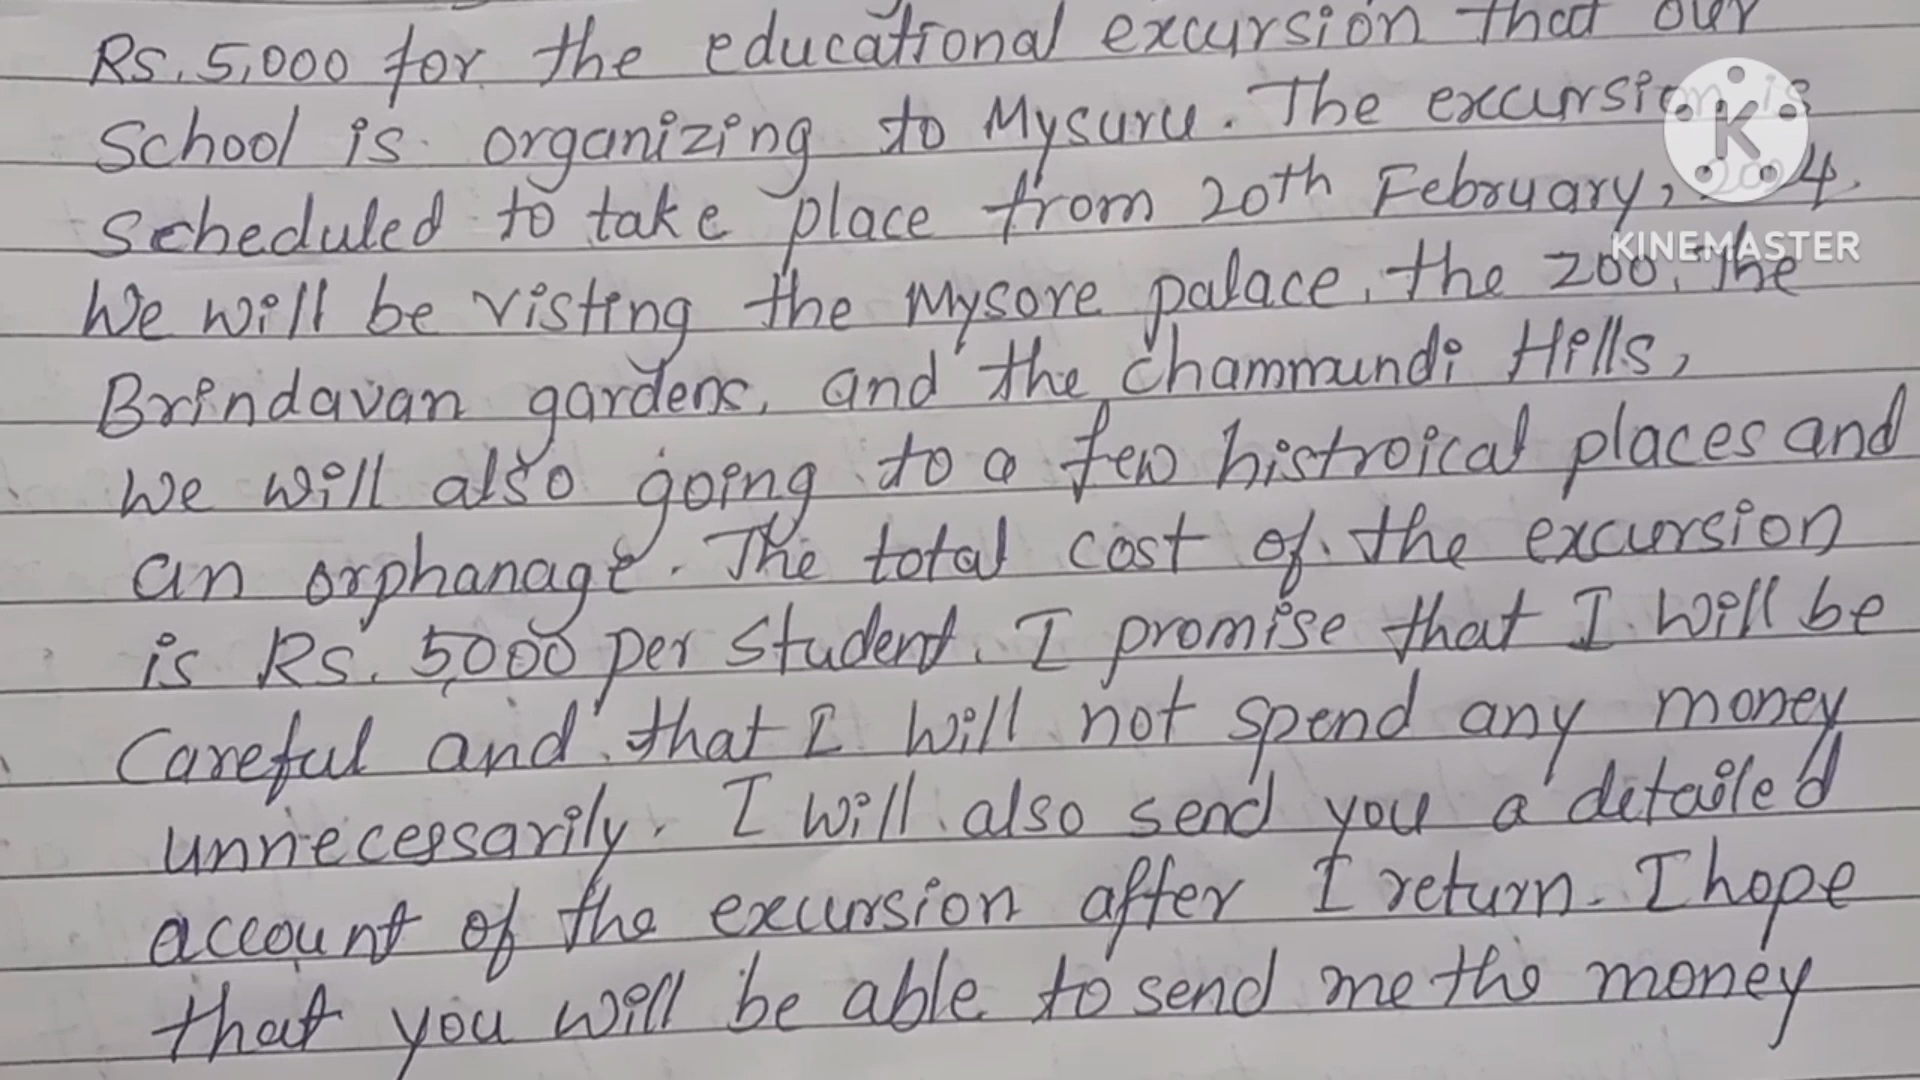 Rs. 5,000 for the educational excursion that our
School is organizing to Mysuru. The excursion is
scheduled to take place from 20th February,
KINEMASTER
We will be visting the Mysore palace, the zoo, the
Brindavan gardens, and the Chammundi Hills,
we will also going to a few histroical places and
an orphanage. The total cost of the excursion
is Rs. 5,000 per student. I promise that I will be
Careful and that I will not spend any money
unnecessarily. I will also send you a detailed
account of the excursion after I return. I hope
that you will be able to send me the money